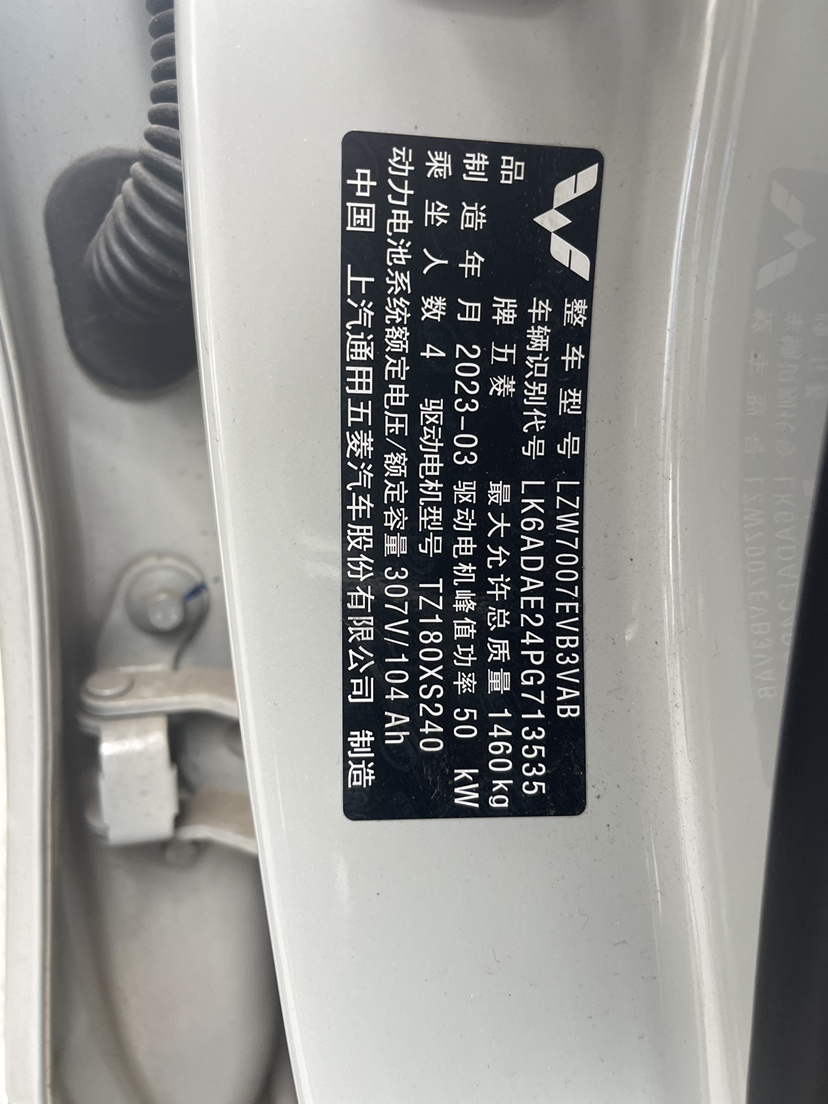 整车型号 LZW7007EVB3VAB
车辆识别代号 LK6ADAE24PG713535
品牌 五菱 最大允许总质量 1460kg
制造年月 2023-03 驱动电机峰值功率 50 kW
乘坐人数 4 驱动电机型号 TZ180XS240
动力电池系统额定电压/额定容量 307V/104Ah
中国 上汽通用五菱汽车股份有限公司 制造